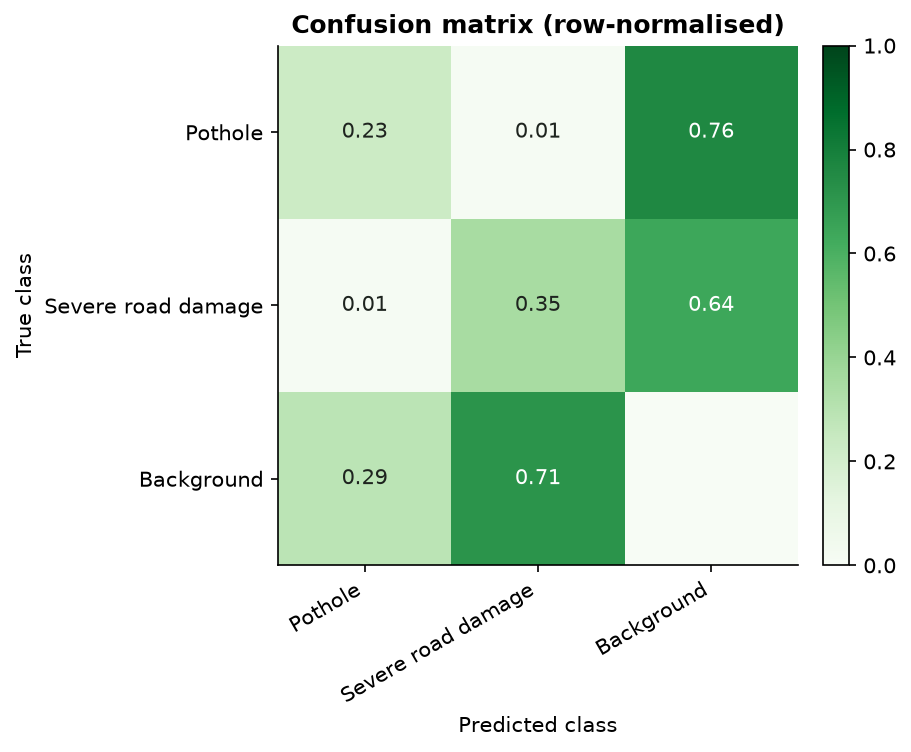 Confusion matrix (row-normalised)
True class
Pothole
0.23
0.01
0.76
Severe road damage
0.01
0.35
0.64
Background
0.29
0.71
Pothole
Severe road damage
Background
Predicted class
1.0
0.8
0.6
0.4
0.2
0.0